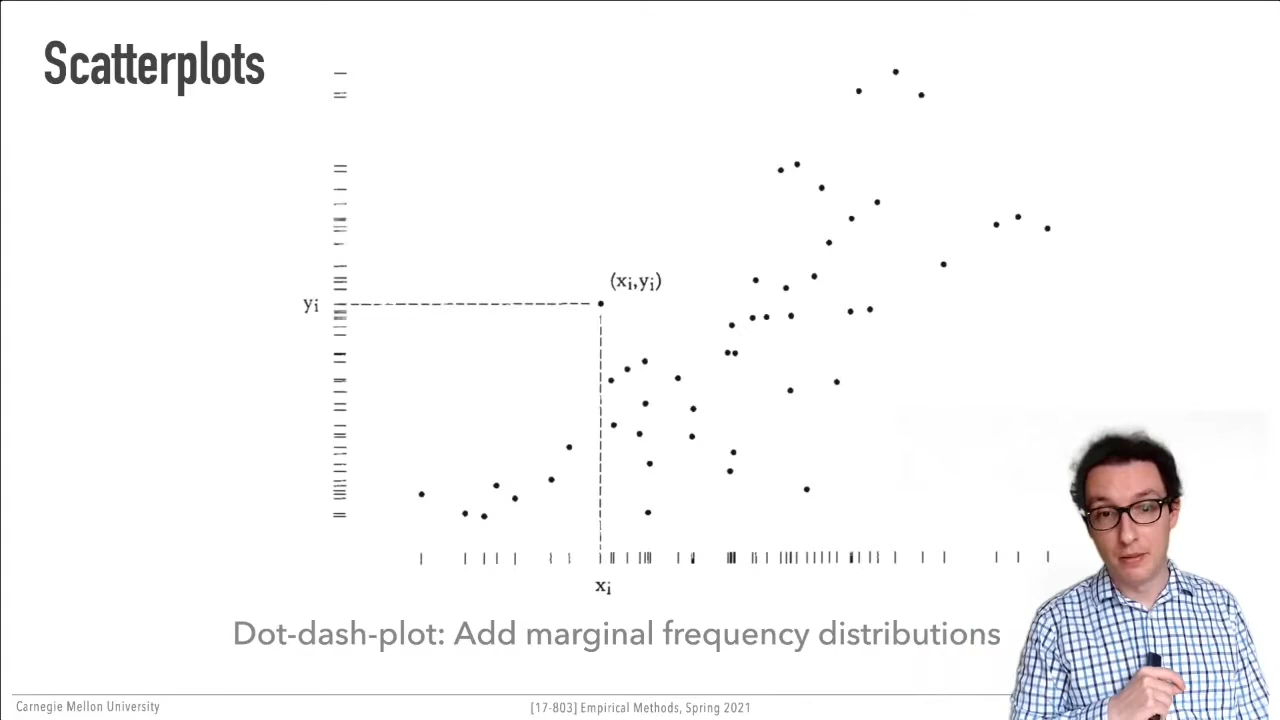 Scatterplots
(xi,yi)
yi
xi
Dot-dash-plot: Add marginal frequency distributions
Carnegie Mellon University
[17-803] Empirical Methods, Spring 2021